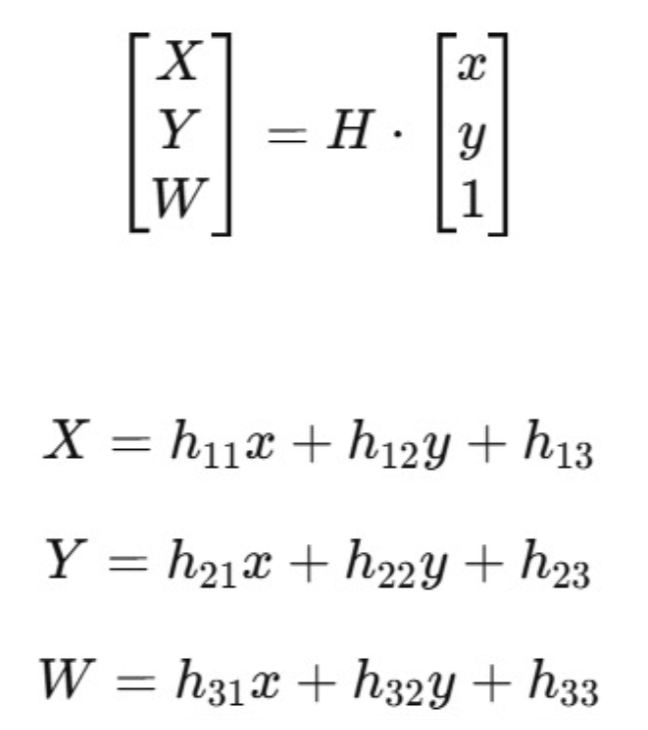 [X Y W] = H · [x y 1]
X = h₁₁x + h₁₂y + h₁₃
Y = h₂₁x + h₂₂y + h₂₃
W = h₃₁x + h₃₂y + h₃₃